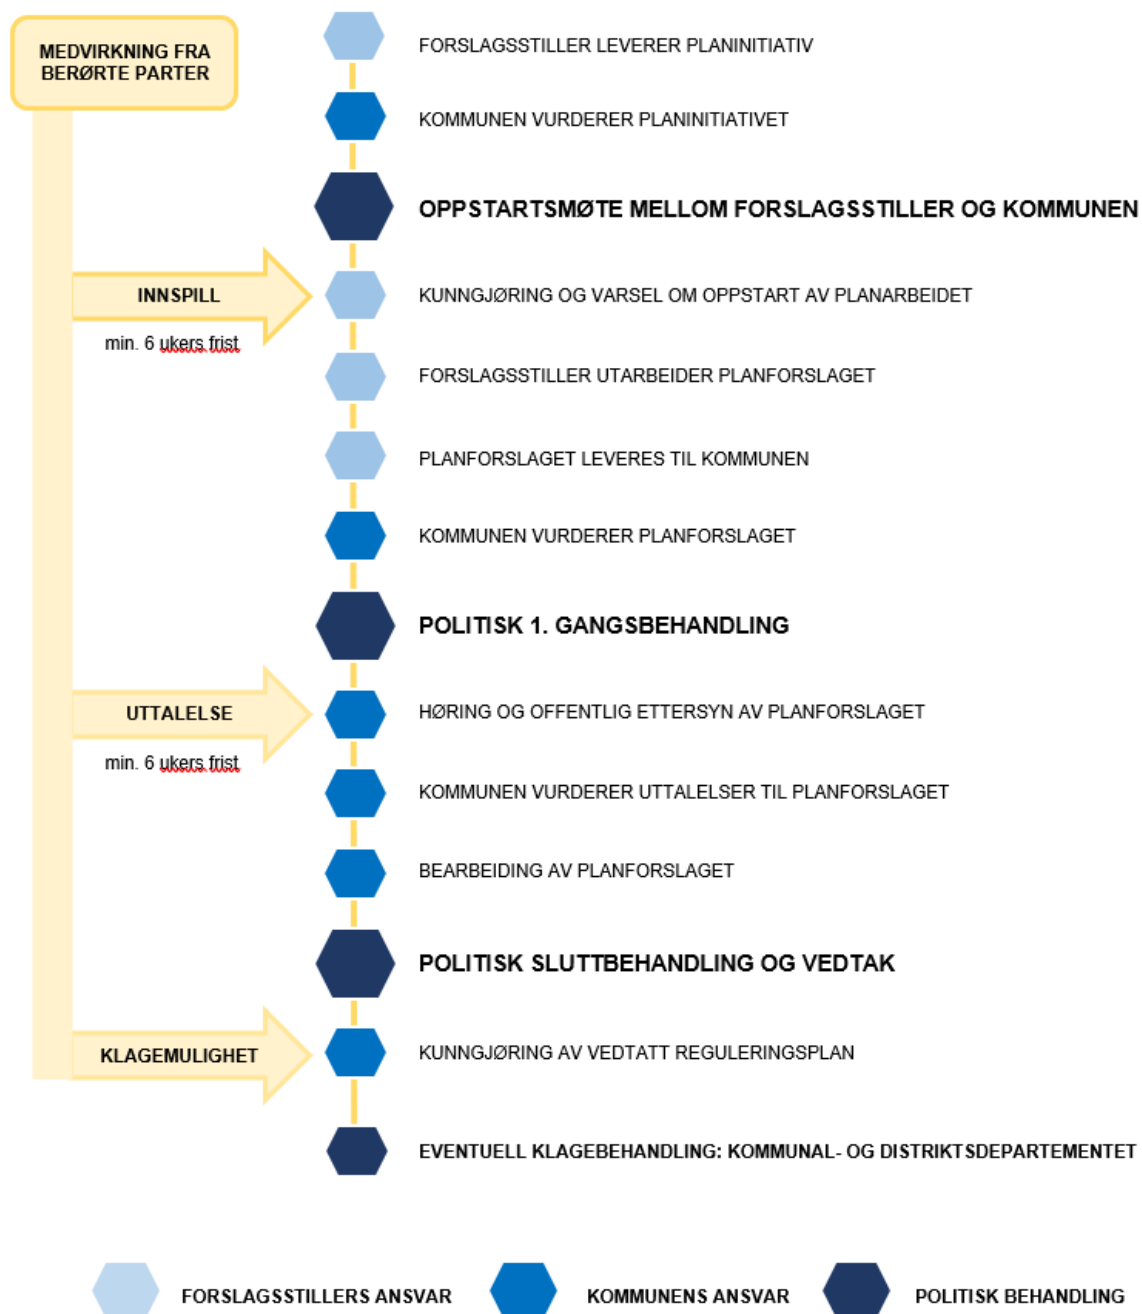 MEDVIRKNING FRA
BERØRTE PARTER
FORSLAGSSTILLER LEVERER PLANINITIATIV
KOMMUNEN VURDERER PLANINITIATIVET
OPPSTARTSMØTE MELLOM FORSLAGSSTILLER OG KOMMUNEN
INNSPILL
KUNNGJØRING OG VARSEL OM OPPSTART AV PLANARBEIDET
min. 6 ukers frist
FORSLAGSSTILLER UTARBEIDER PLANFORSLAGET
PLANFORSLAGET LEVERES TIL KOMMUNEN
KOMMUNEN VURDERER PLANFORSLAGET
POLITISK 1. GANGSBEHANDLING
UTTALELSE
HØRING OG OFFENTLIG ETTERSYN AV PLANFORSLAGET
min. 6 ukers frist
KOMMUNEN VURDERER UTTALELSER TIL PLANFORSLAGET
BEARBEIDING AV PLANFORSLAGET
POLITISK SLUTTBEHANDLING OG VEDTAK
KLAGEMULIGHET
KUNNGJØRING AV VEDTATT REGULERINGSPLAN
EVENTUELL KLAGEBEHANDLING: KOMMUNAL- OG DISTRIKTSDEPARTEMENTET
FORSLAGSSTILLERS ANSVAR
KOMMUNENS ANSVAR
POLITISK BEHANDLING